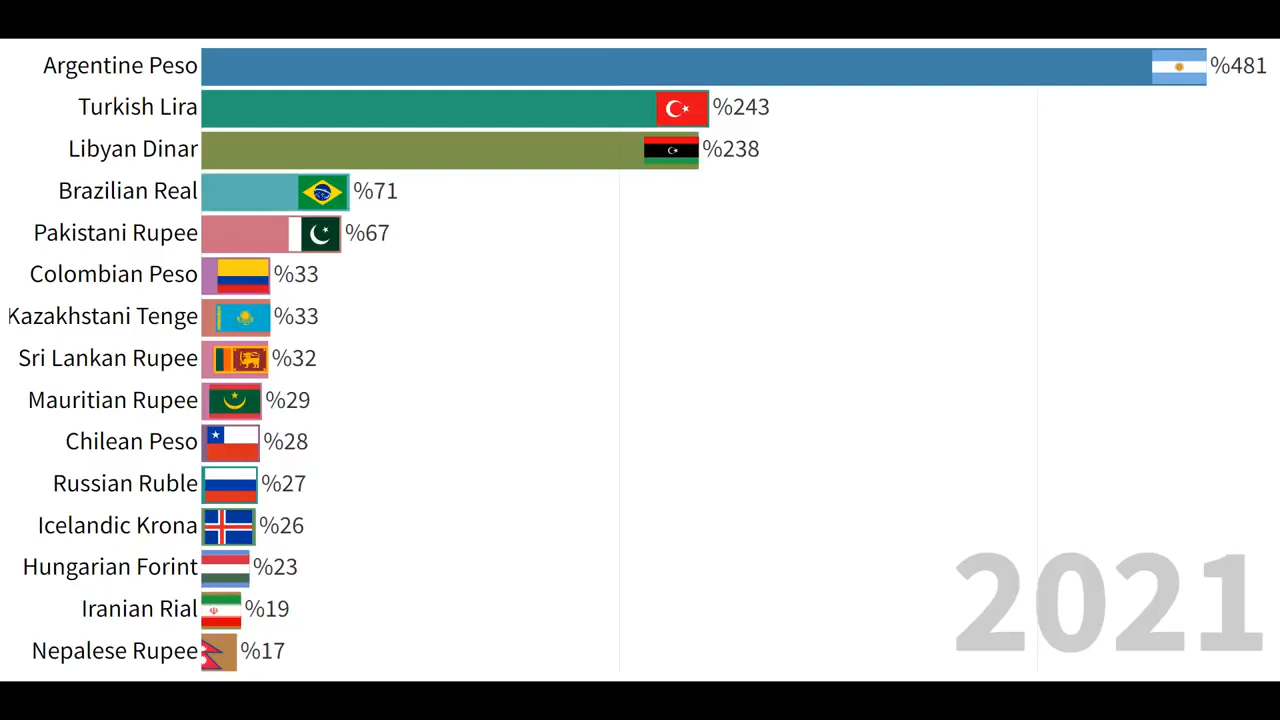 Argentine Peso %481
Turkish Lira %243
Libyan Dinar %238
Brazilian Real %71
Pakistani Rupee %67
Colombian Peso %33
Kazakhstani Tenge %33
Sri Lankan Rupee %32
Mauritian Rupee %29
Chilean Peso %28
Russian Ruble %27
Icelandic Krona %26
Hungarian Forint %23
Iranian Rial %19
Nepalese Rupee %17
2021